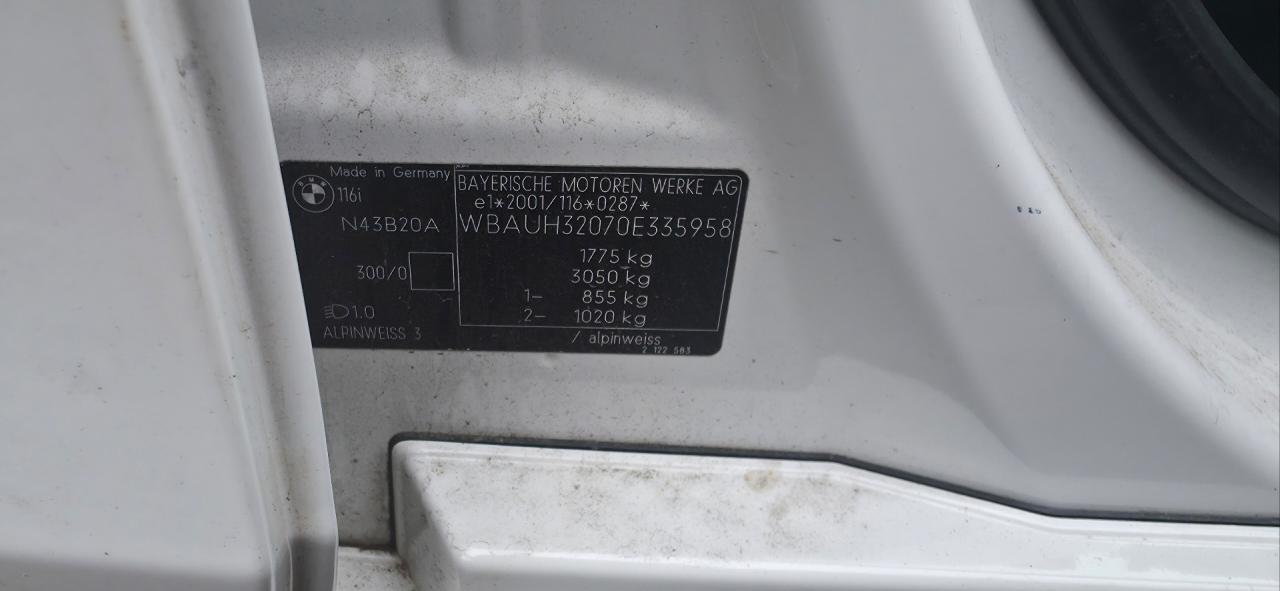 Made in Germany
BMW
116i
N43B20A
300/0
1.0
ALPINWEISS 3
BAYERISCHE MOTOREN WERKE AG
e1*2001/116*0287*
WBAUH32070E335958
1775 kg
3050 kg
1- 855 kg
2- 1020 kg
/ alpinweiss
2 122 583